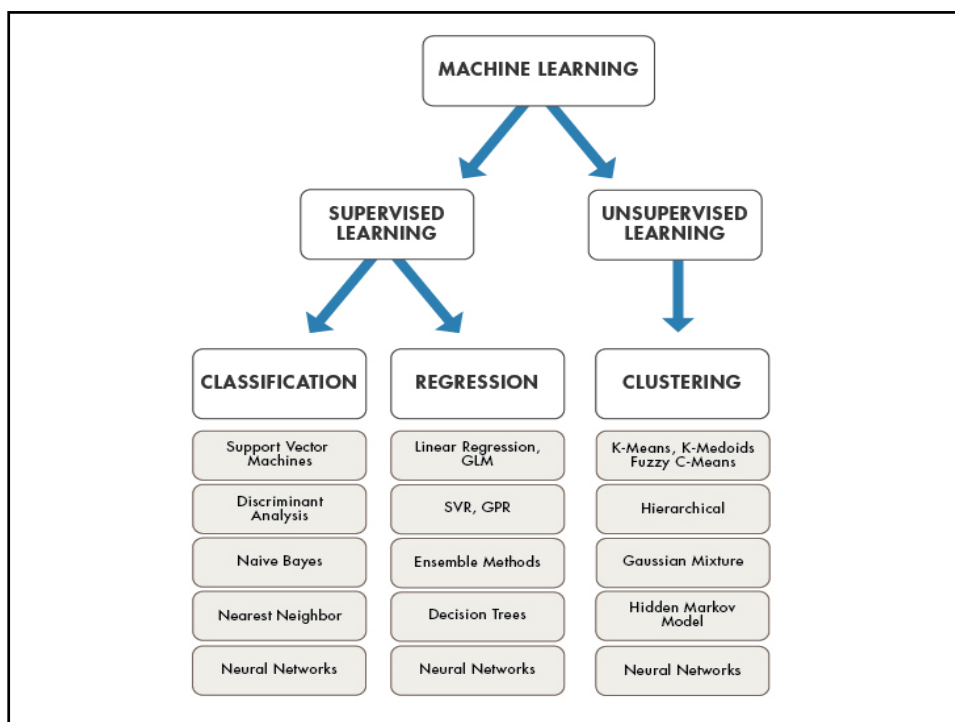 MACHINE LEARNING
SUPERVISED
LEARNING
UNSUPERVISED
LEARNING
CLASSIFICATION
REGRESSION
CLUSTERING
Support Vector
Machines
Linear Regression,
GLM
K-Means, K-Medoids
Fuzzy C-Means
Discriminant
Analysis
SVR, GPR
Hierarchical
Naive Bayes
Ensemble Methods
Gaussian Mixture
Nearest Neighbor
Decision Trees
Hidden Markov
Model
Neural Networks
Neural Networks
Neural Networks